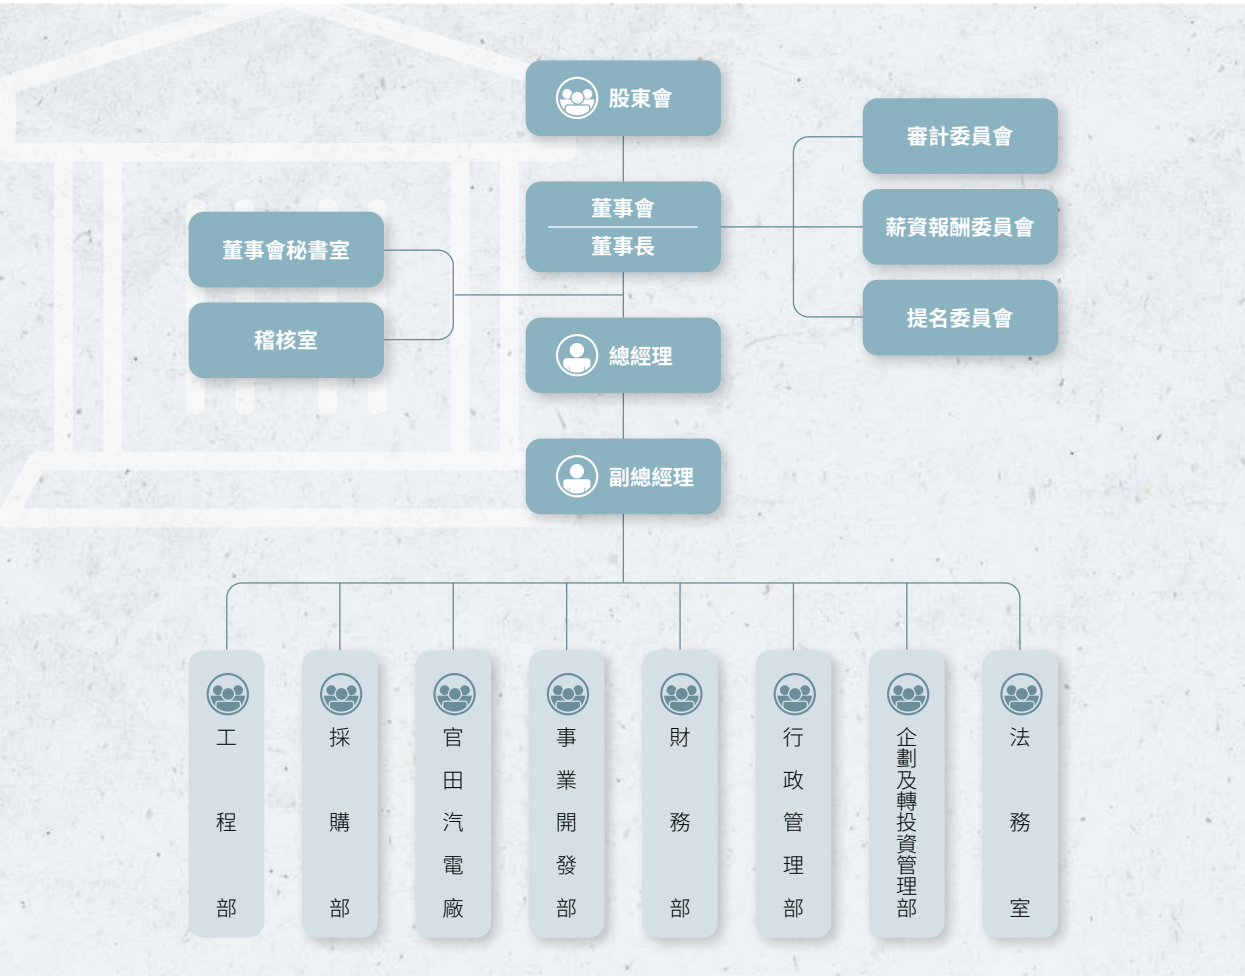 股東會
董事會
董事長
審計委員會
薪資報酬委員會
提名委員會
董事會秘書室
稽核室
總經理
副總經理
工程部
採購部
官田汽電廠
事業開發部
財務部
行政管理部
企劃及轉投資管理部
法務室